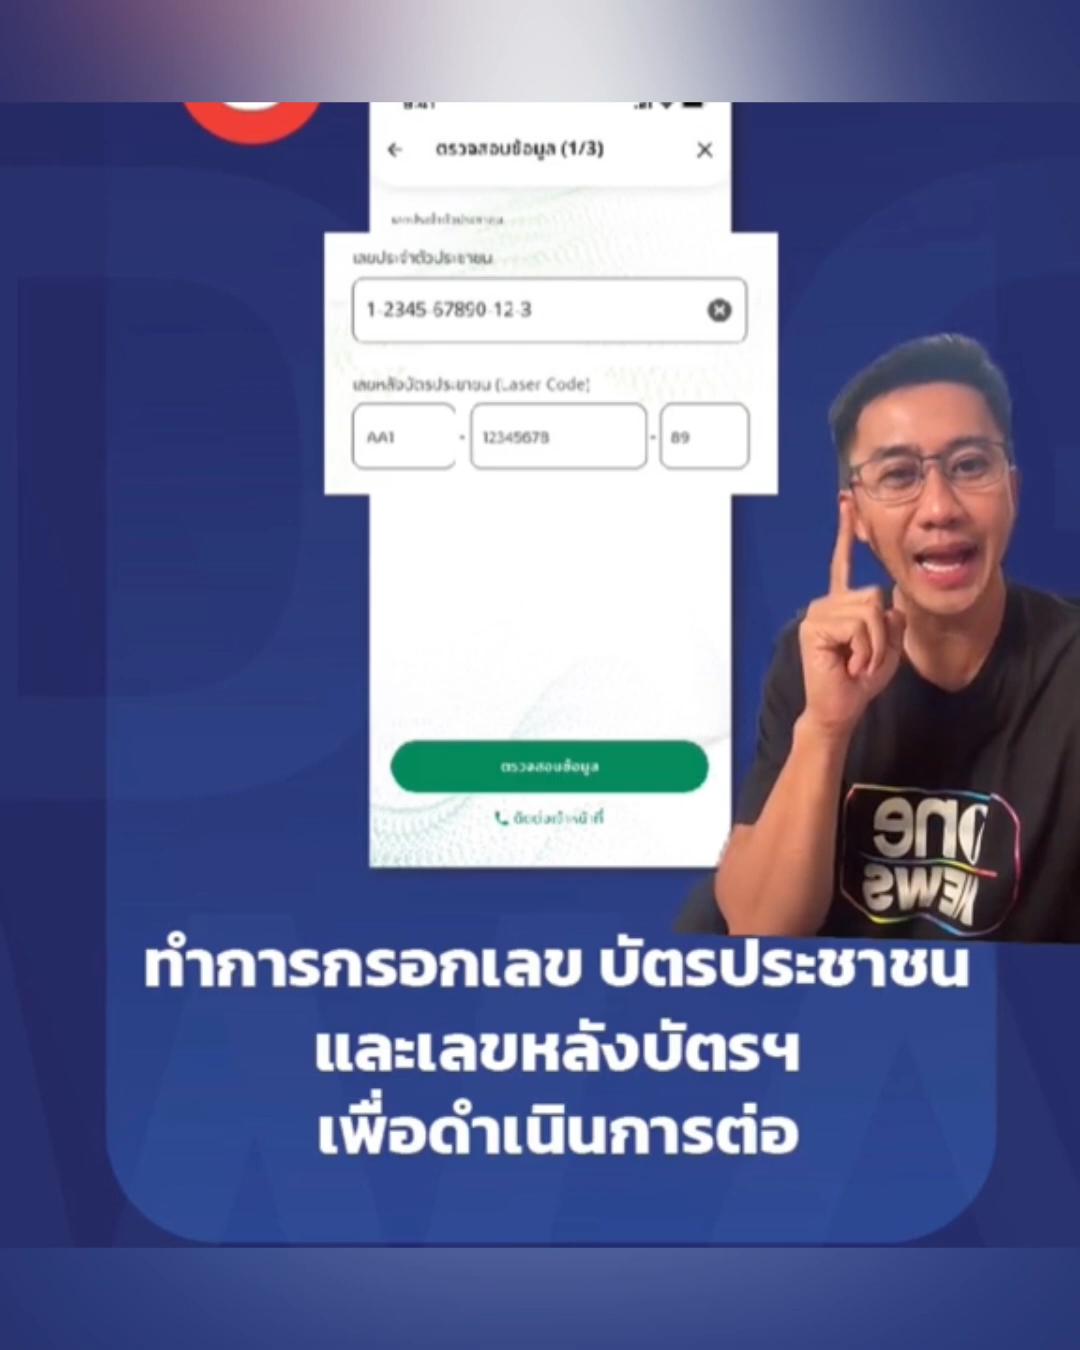 9:41
ตรวจสอบข้อมูล (1/3)
เลขประจำตัวประชาชน
1-2345-67890-12-3
เลขหลังบัตรประชาชน (Laser Code)
AA1 - 12345678 - 89
ตรวจสอบข้อมูล
ติดต่อเจ้าหน้าที่
one
NEWS
ทำการกรอกเลข บัตรประชาชน
และเลขหลังบัตรฯ
เพื่อดำเนินการต่อ